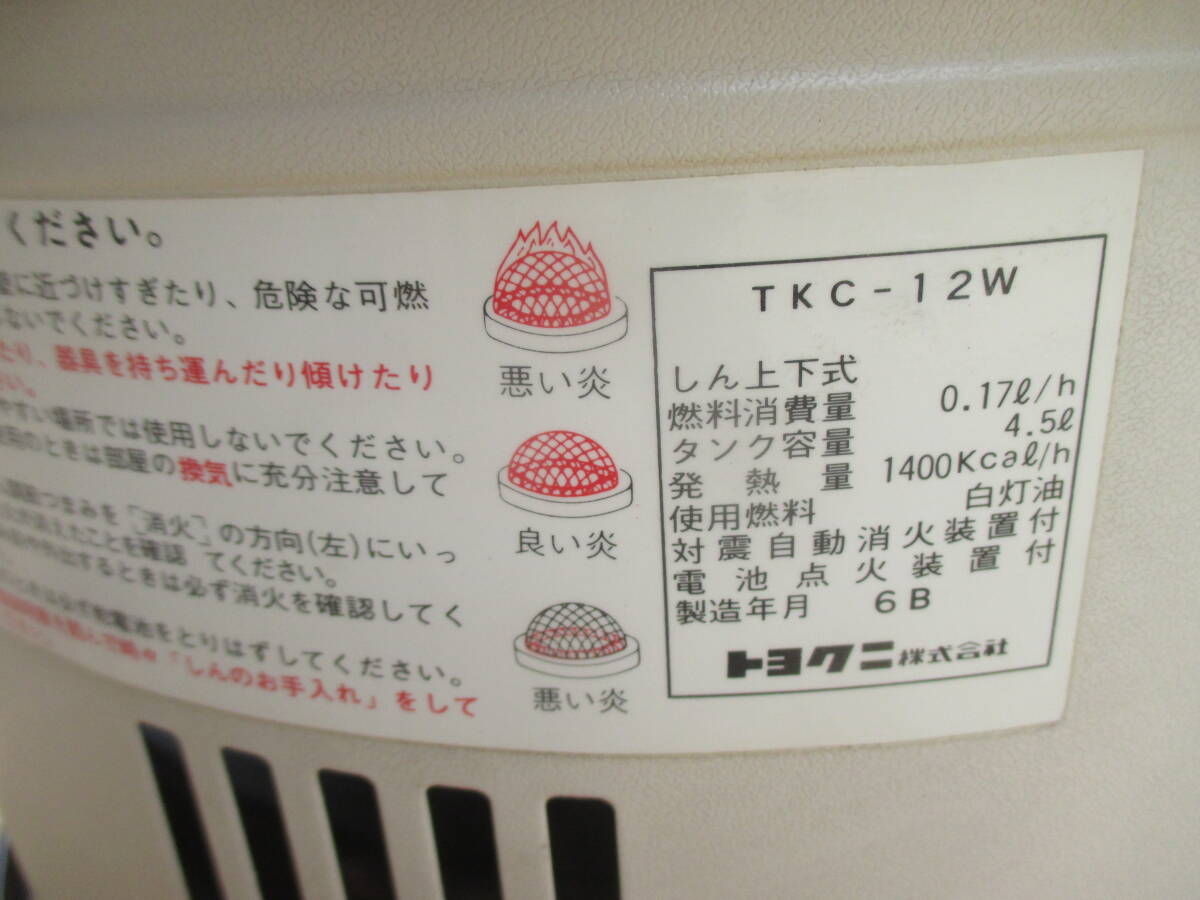 ください。
に近づけすぎたり、危険な可燃
ないでください。
たり、器具を持ち運んだり傾けたり
さい。
やすい場所では使用しないでください。
のときは部屋の換気に充分注意して
つまみを「消火」の方向(左)にいっ
たことを確認 てください。
するときは必ず消火を確認してく
は必ず乾電池をとりはずしてください。
「しんのお手入れ」をして
悪い炎
良い炎
悪い炎
TKC-12W
しん上下式
燃料消費量 0.17ℓ/h
タンク容量 4.5ℓ
発熱量 1400Kcal/h
使用燃料 白灯油
対震自動消火装置付
電池点火装置付
製造年月 6B
トヨクニ株式会社